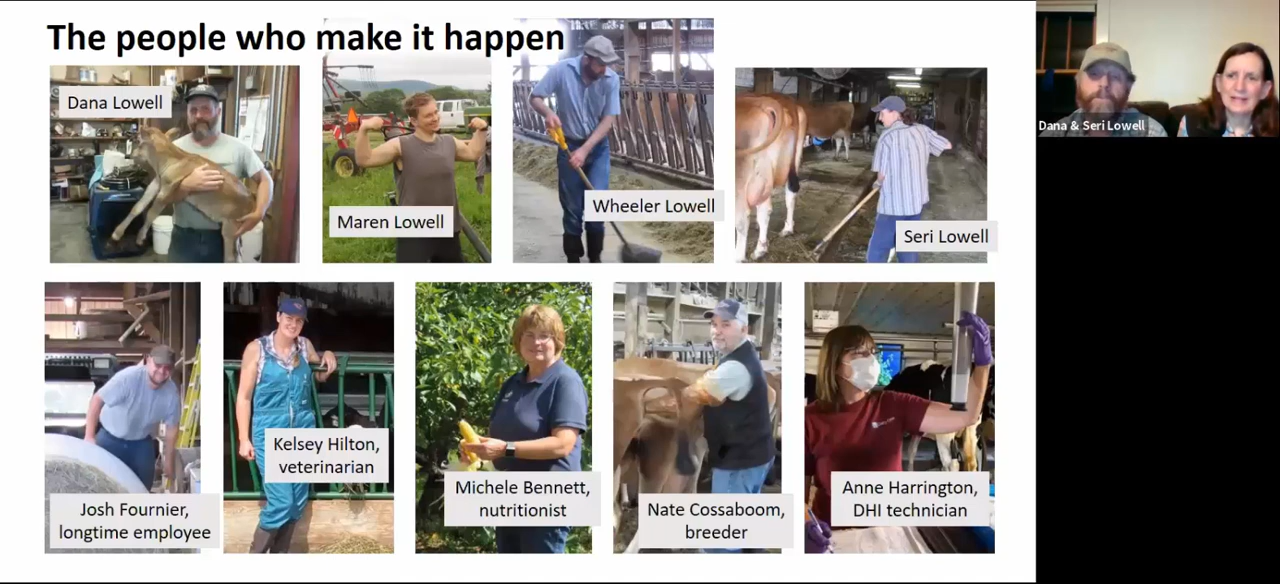 The people who make it happen
Dana Lowell
Maren Lowell
Wheeler Lowell
Seri Lowell
Dana & Seri Lowell
Josh Fournier,
longtime employee
Kelsey Hilton,
veterinarian
Michele Bennett,
nutritionist
Nate Cossaboom,
breeder
Anne Harrington,
DHI technician